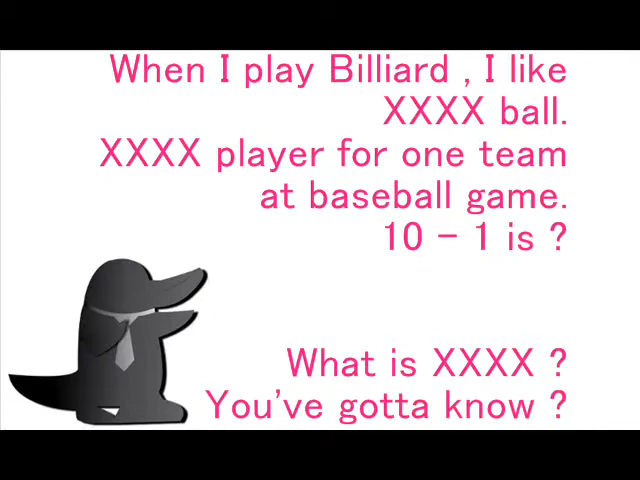 When I play Billiard , I like
XXXX ball.
XXXX player for one team
at baseball game.
10 - 1 is ?
What is XXXX ?
You've gotta know ?